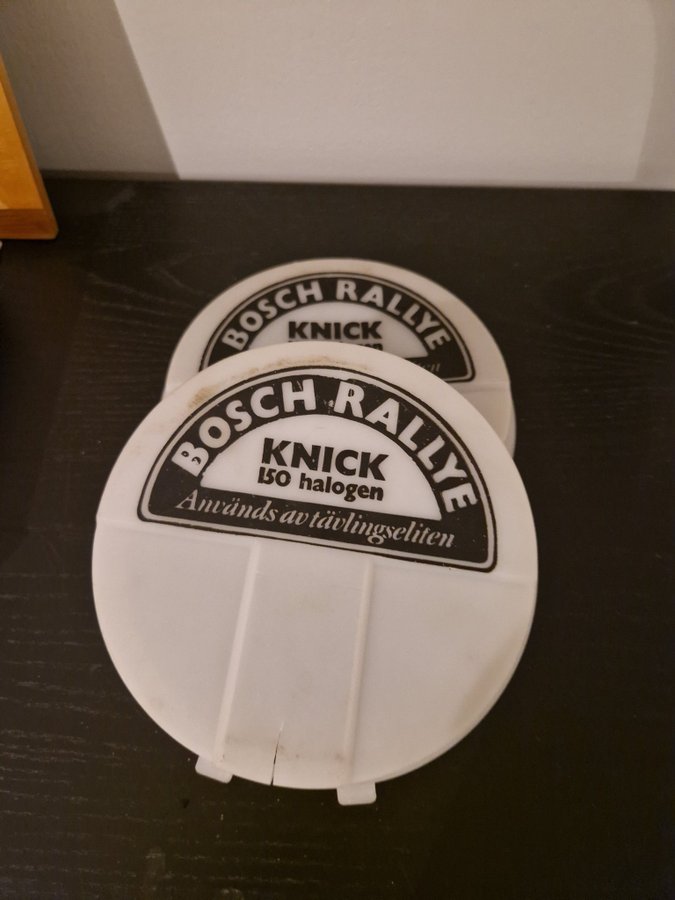 BOSCH RALLYE
KNICK
BOSCH RALLYE
KNICK
150 halogen
Används av tävlingseliten